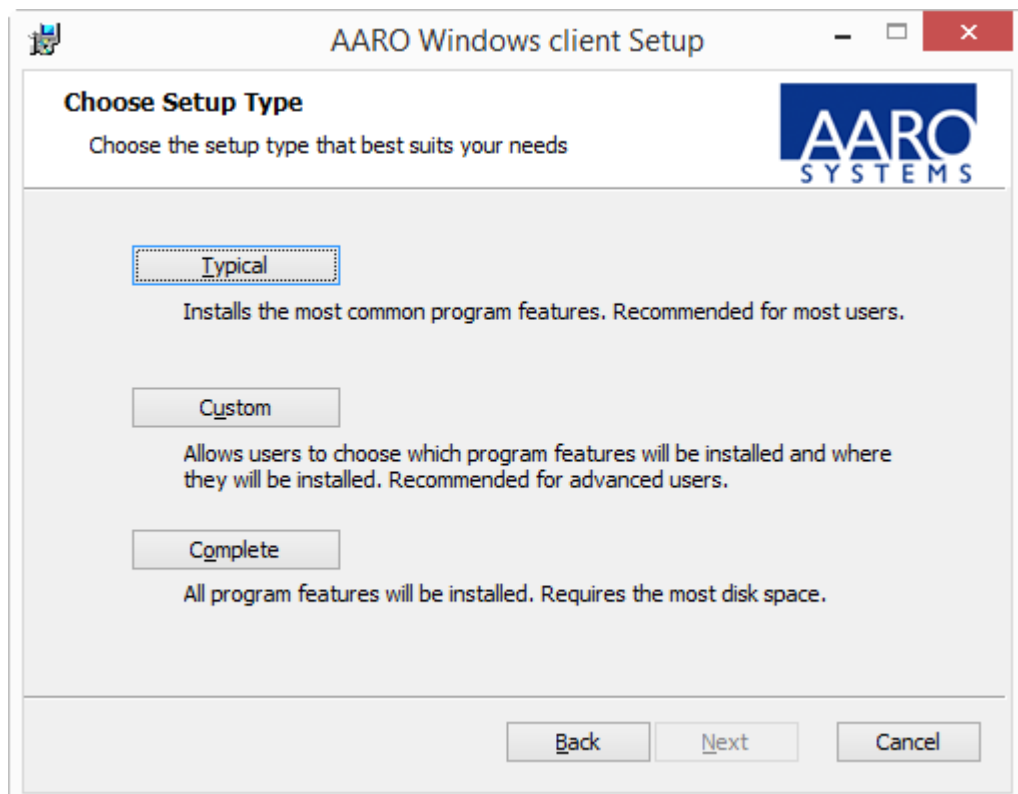 AARO Windows client Setup
Choose Setup Type
Choose the setup type that best suits your needs
AARO
SYSTEMS
Typical
Installs the most common program features. Recommended for most users.
Custom
Allows users to choose which program features will be installed and where
they will be installed. Recommended for advanced users.
Complete
All program features will be installed. Requires the most disk space.
Back
Next
Cancel